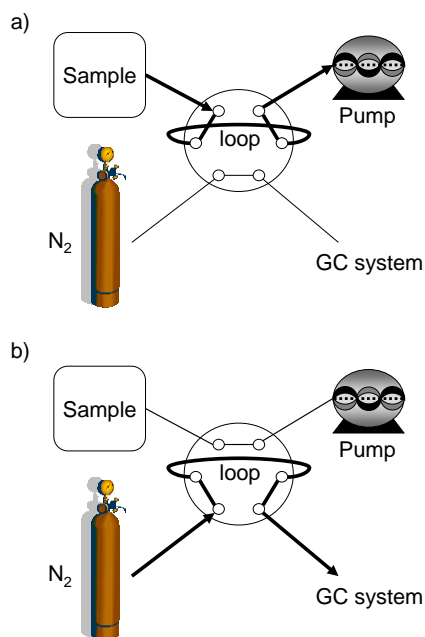 a)
Sample
Pump
loop
N₂
GC system
b)
Sample
Pump
loop
N₂
GC system